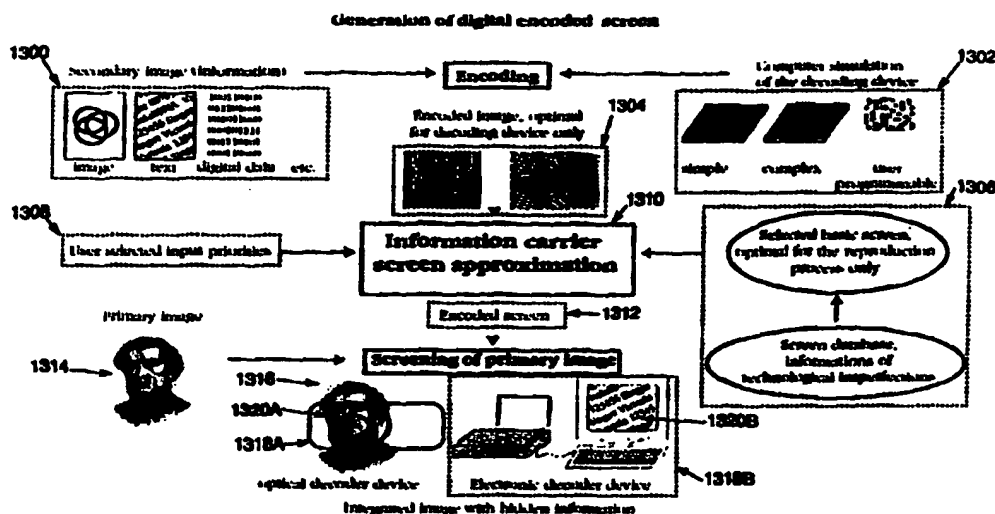 Generation of digital encoded screen
1300
Secondary image (information)
Encoding
Computer simulation
of the decoding device
1302
Encoded image, optimal
for decoding device only
1304
image
text
digital data
etc.
simple
complex
User
programmable
1306
1308
User selected input priorities
1310
Information carrier
screen approximation
Selected basic screen,
optimal for the reproduction
process only
Encoded screen
1312
Primary image
1314
Screening of primary image
Screen database,
informations of
technological imperfections
1316
1320A
1318A
1320B
1318B
optical decoder device
Electronic decoder device
Integrated image with hidden information